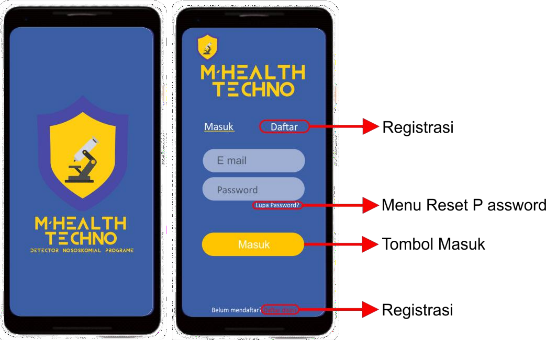 M-HEALTH
TECHNO
DETECTOR NOSOSKOMIAL PROGRAME
M-HEALTH
TECHNO
Masuk
Daftar
E mail
Password
Lupa Password?
Masuk
Belum mendaftar?
Registrasi
Menu Reset P assword
Tombol Masuk
Registrasi